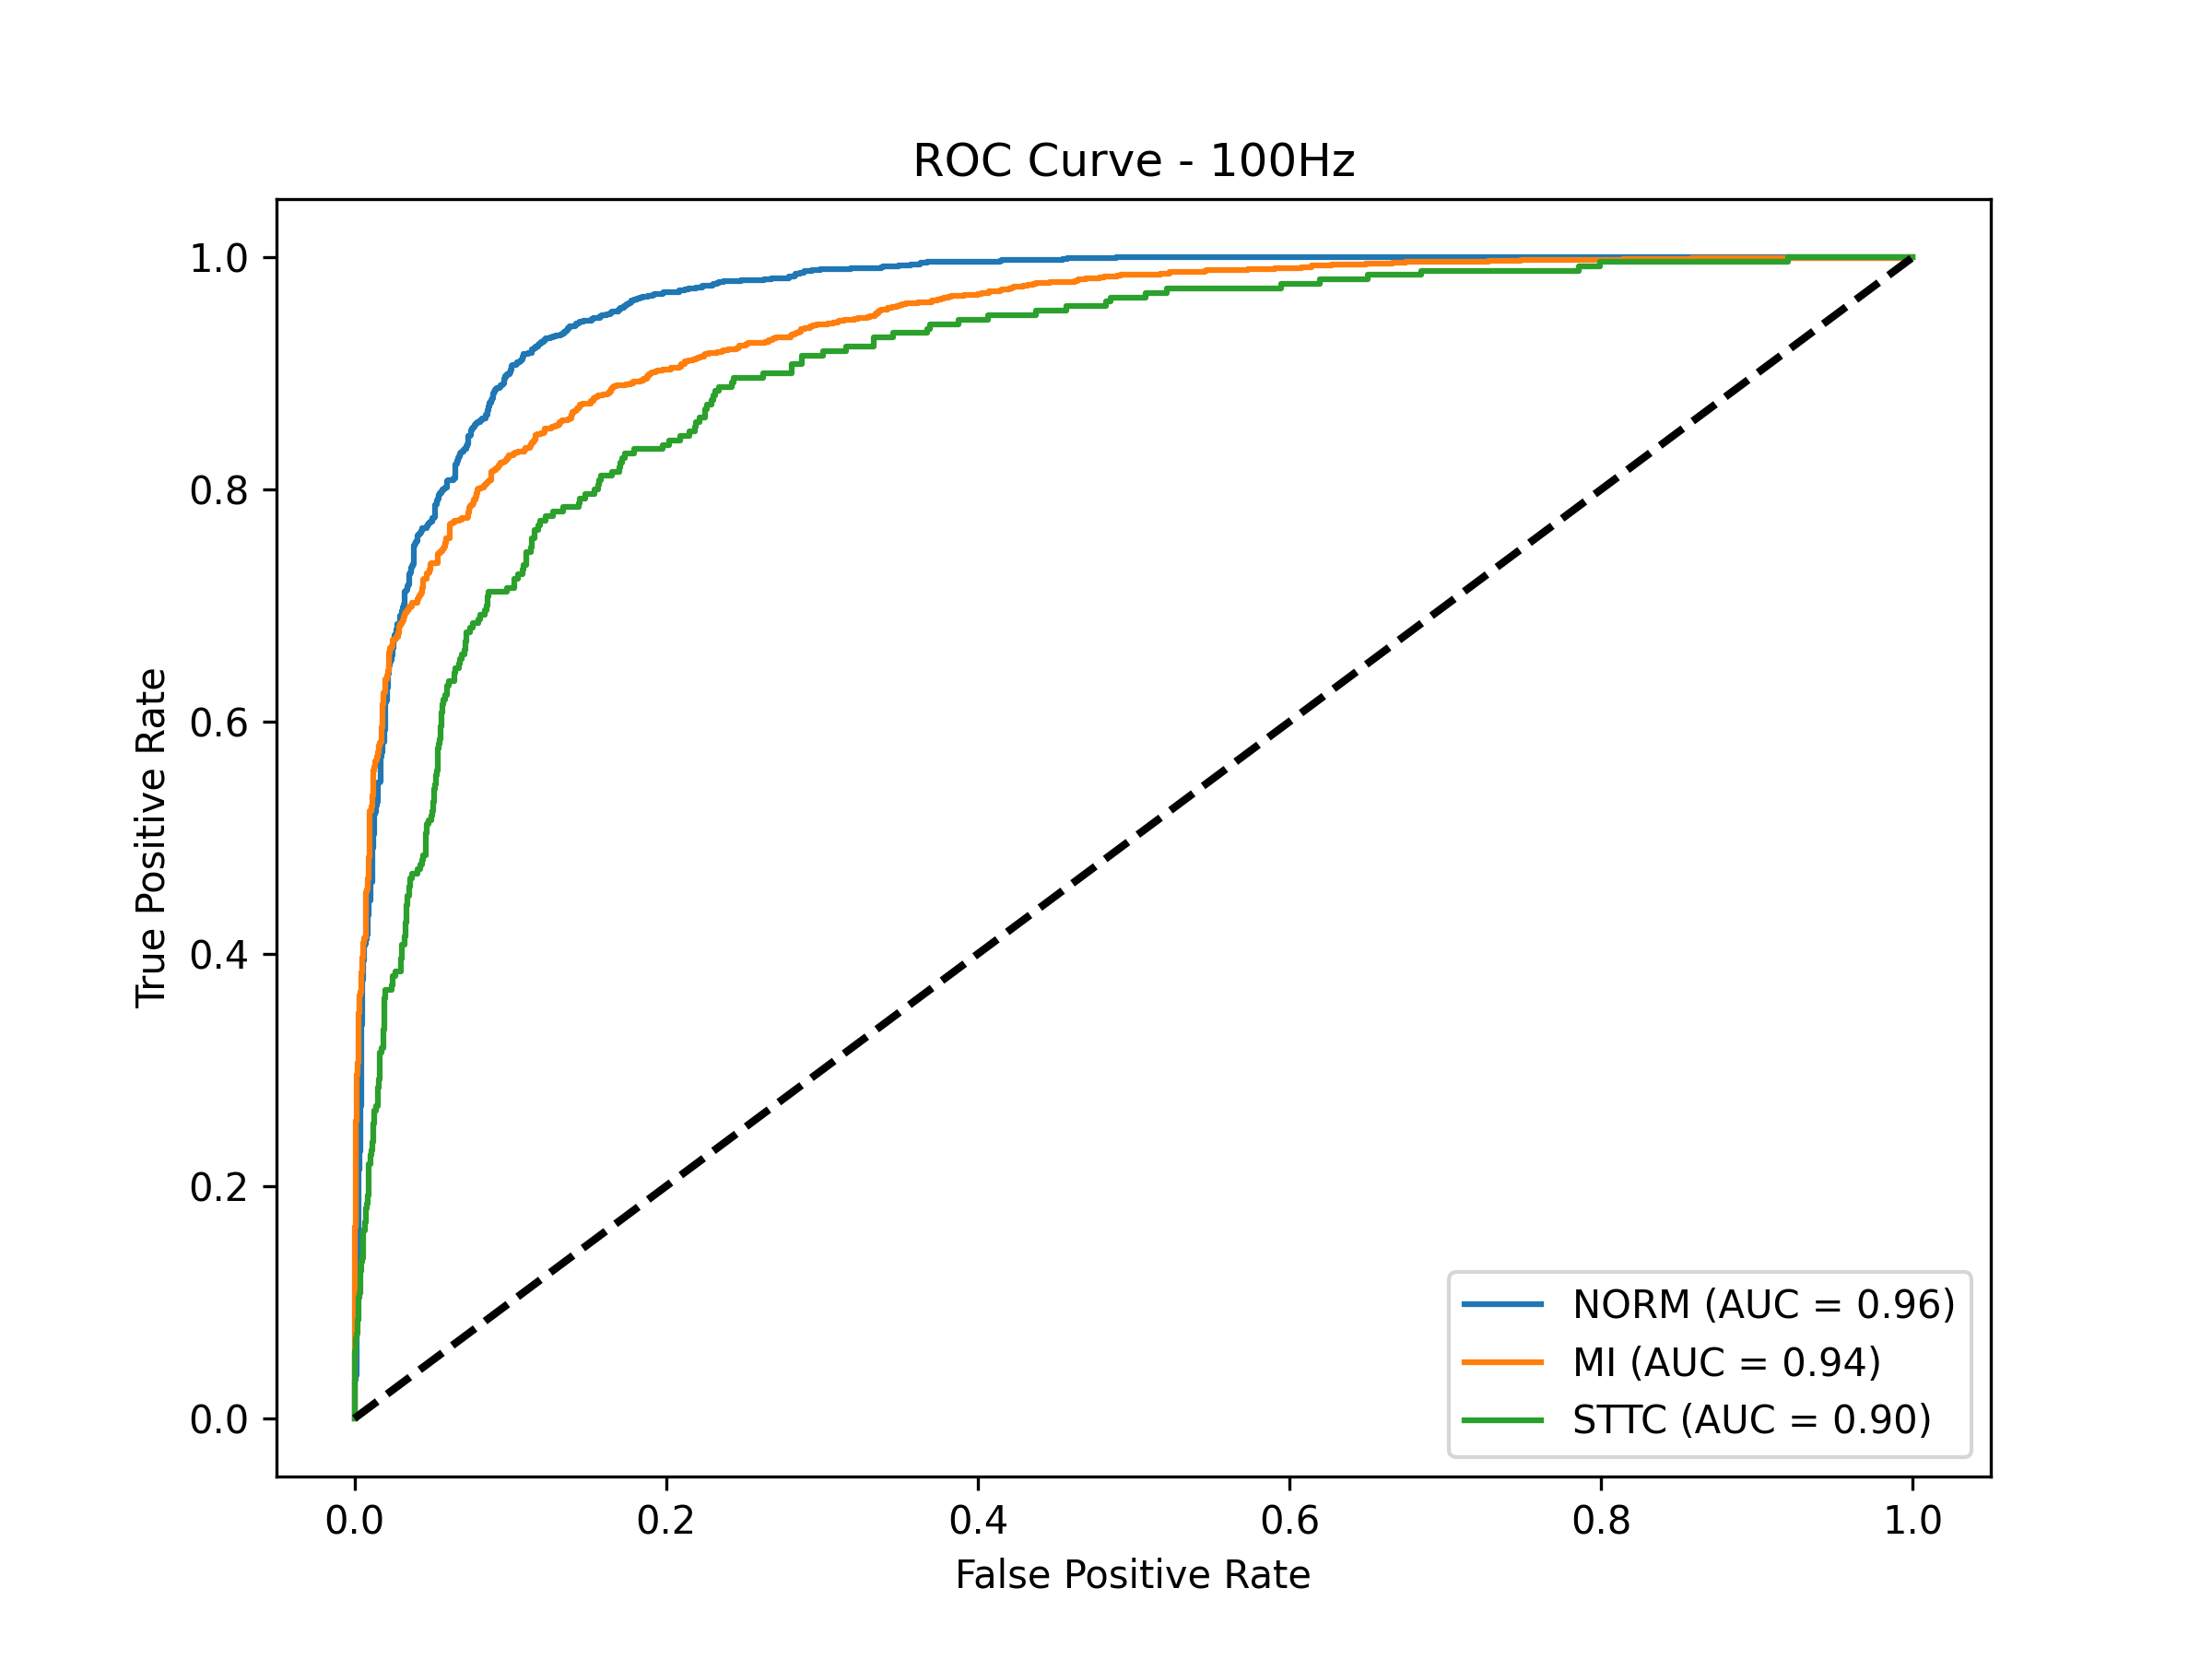 ROC Curve - 100Hz
True Positive Rate
1.0
0.8
0.6
0.4
0.2
0.0
0.0 0.2 0.4 0.6 0.8 1.0
False Positive Rate
NORM (AUC = 0.96)
MI (AUC = 0.94)
STTC (AUC = 0.90)